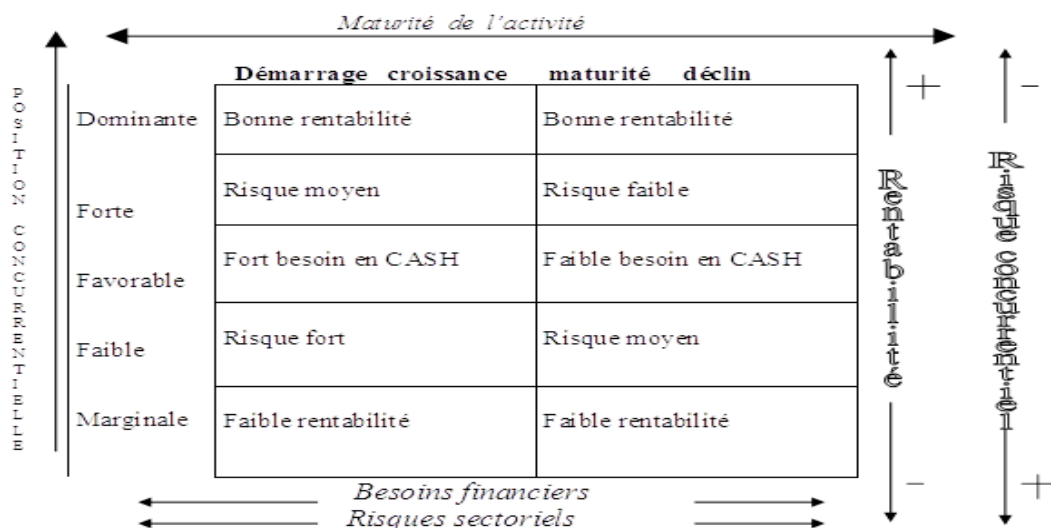 Maturité de l'activité
Démarrage croissance maturité déclin
POSITION CONCURRENTIELLE
Dominante Bonne rentabilité Bonne rentabilité
Forte Risque moyen Risque faible
Favorable Fort besoin en CASH Faible besoin en CASH
Faible Risque fort Risque moyen
Marginale Faible rentabilité Faible rentabilité
+
Rentabilité
-
-
Risque concurrentiel
+
Besoins financiers
Risques sectoriels